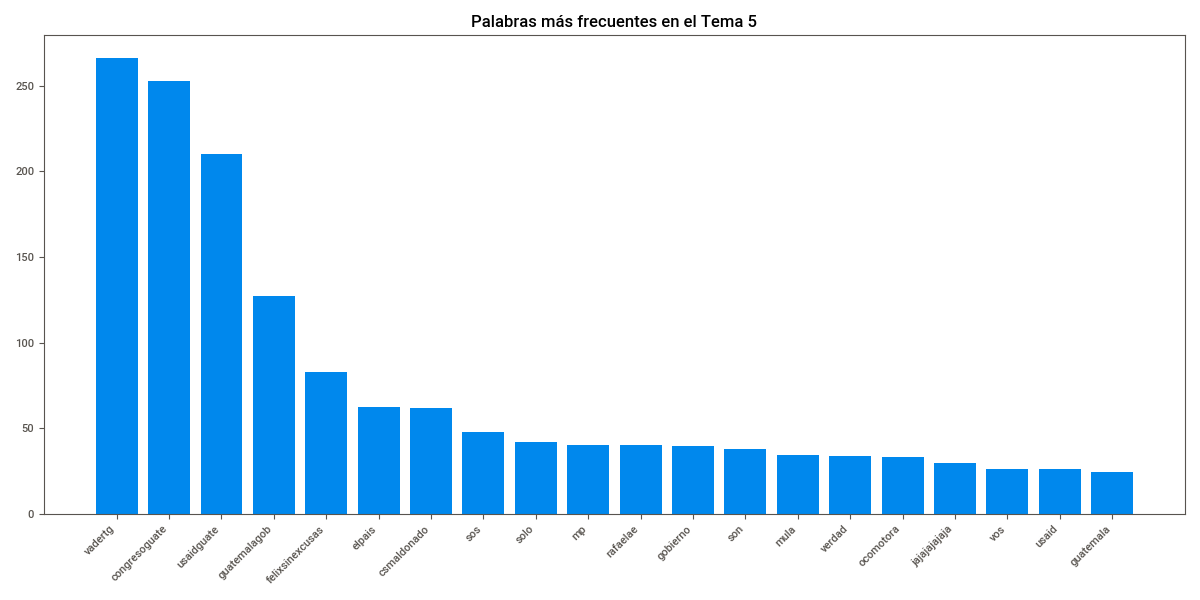 Palabras más frecuentes en el Tema 5
250
200
150
100
50
0
vadertg
congresoguate
usaidguate
guatemalagob
felixsinexcusas
elpais
csmaldonado
sos
solo
mp
rafaelae
gobierno
son
mula
verdad
ocomotora
jajajajajaja
vos
usaid
guatemala